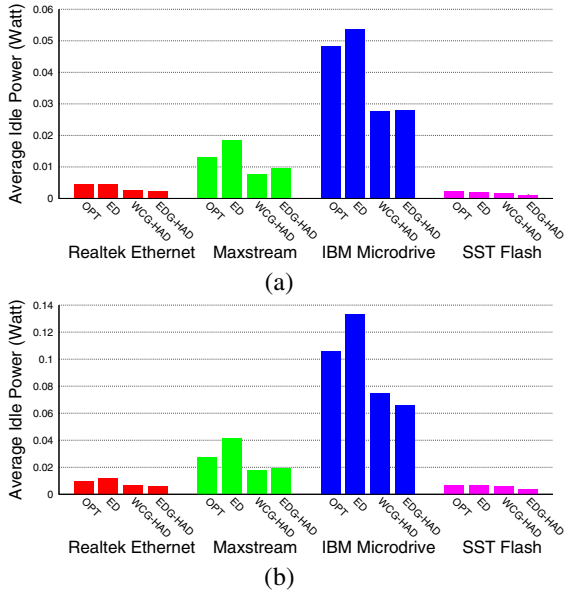 0.06
0.05
0.04
0.03
0.02
0.01
0
Average Idle Power (Watt)
OPT ED WCG-HAD EDG-HAD OPT ED WCG-HAD EDG-HAD OPT ED WCG-HAD EDG-HAD OPT ED WCG-HAD EDG-HAD
Realtek Ethernet Maxstream IBM Microdrive SST Flash
(a)
0.14
0.12
0.1
0.08
0.06
0.04
0.02
0
Average Idle Power (Watt)
OPT ED WCG-HAD EDG-HAD OPT ED WCG-HAD EDG-HAD OPT ED WCG-HAD EDG-HAD OPT ED WCG-HAD EDG-HAD
Realtek Ethernet Maxstream IBM Microdrive SST Flash
(b)